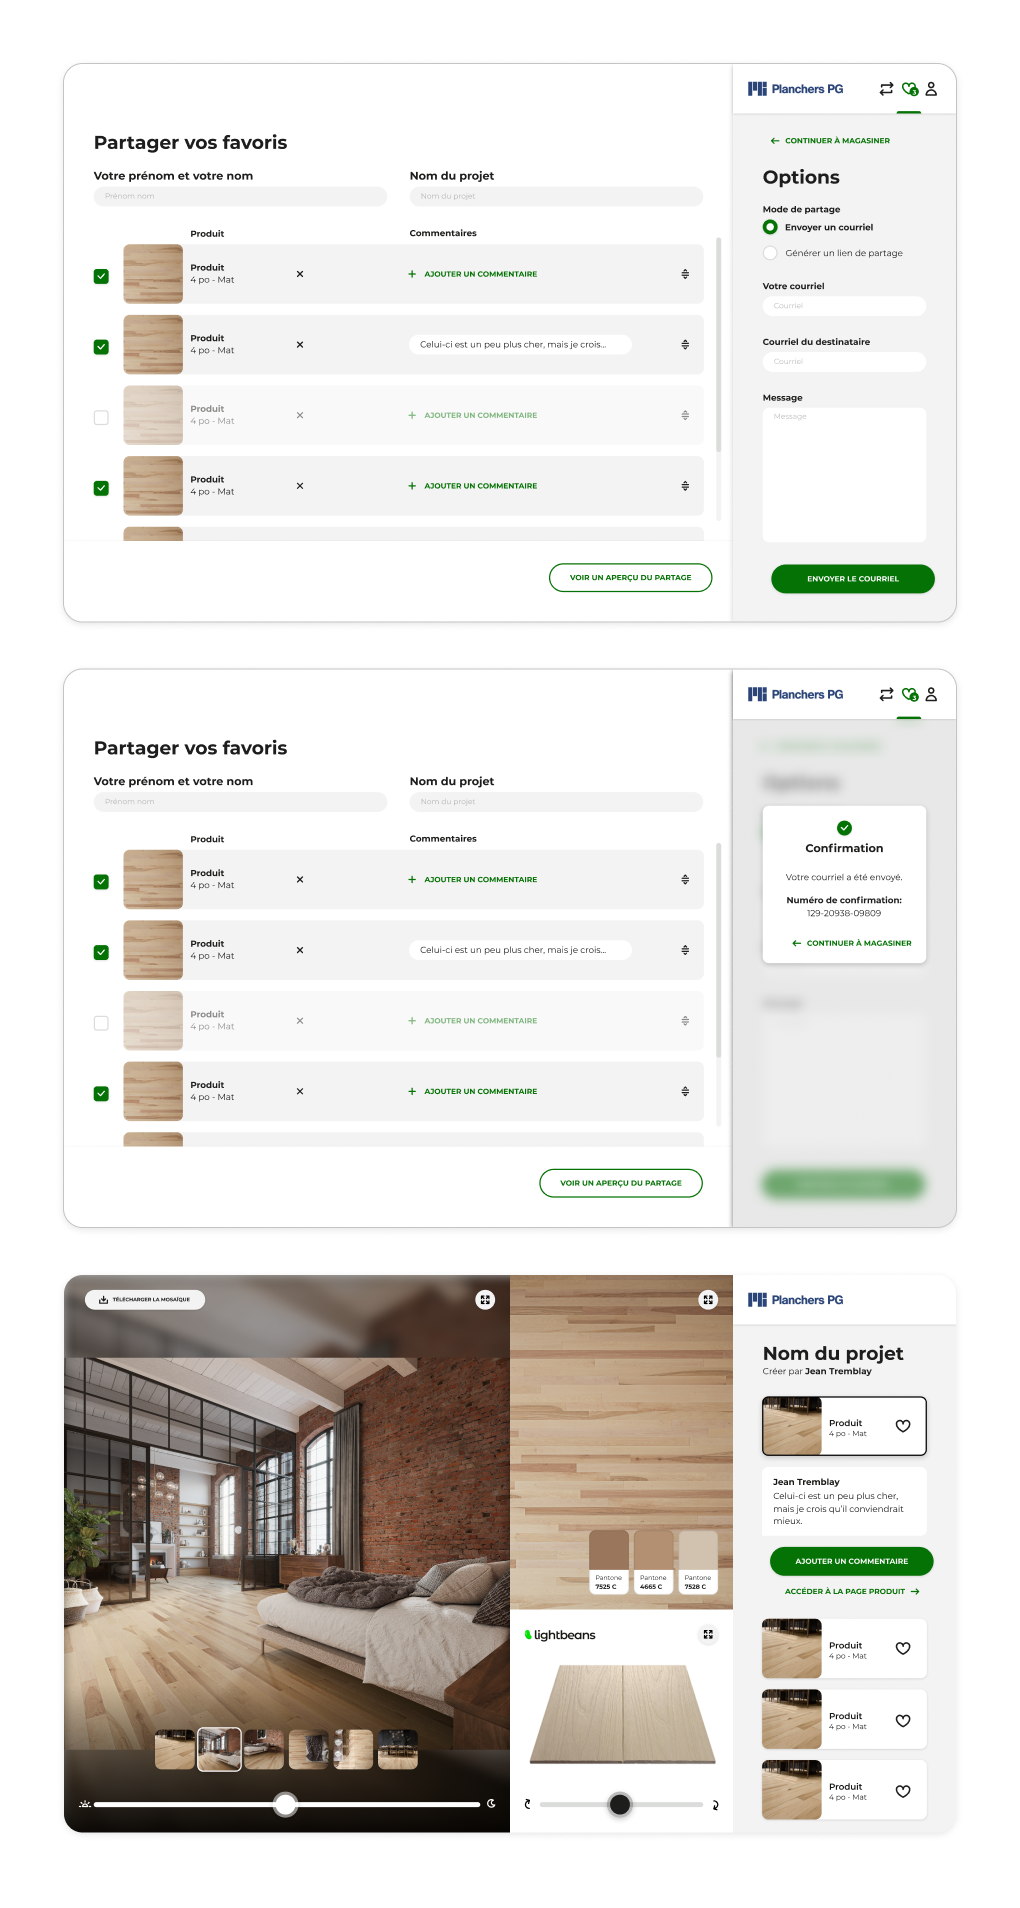 Planchers PG
3
Partager vos favoris
Votre prénom et votre nom
Nom du projet
Prénom nom
Nom du projet
Produit
Commentaires
Produit
4 po - Mat
AJOUTER UN COMMENTAIRE
Produit
4 po - Mat
Celui-ci est un peu plus cher, mais je crois...
Produit
4 po - Mat
AJOUTER UN COMMENTAIRE
Produit
4 po - Mat
AJOUTER UN COMMENTAIRE
VOIR UN APERÇU DU PARTAGE
CONTINUER À MAGASINER
Options
Mode de partage
Envoyer un courriel
Générer un lien de partage
Votre courriel
Courriel
Courriel du destinataire
Courriel
Message
Message
ENVOYER LE COURRIEL
Planchers PG
3
Partager vos favoris
Votre prénom et votre nom
Nom du projet
Prénom nom
Nom du projet
Produit
Commentaires
Produit
4 po - Mat
AJOUTER UN COMMENTAIRE
Produit
4 po - Mat
Celui-ci est un peu plus cher, mais je crois...
Produit
4 po - Mat
AJOUTER UN COMMENTAIRE
Produit
4 po - Mat
AJOUTER UN COMMENTAIRE
VOIR UN APERÇU DU PARTAGE
Options
Confirmation
Votre courriel a été envoyé.
Numéro de confirmation:
129-20938-09809
CONTINUER À MAGASINER
TÉLÉCHARGER LA MOSAÏQUE
Pantone
7525 C
Pantone
4665 C
Pantone
7528 C
lightbeans
Planchers PG
Nom du projet
Créer par Jean Tremblay
Produit
4 po - Mat
Jean Tremblay
Celui-ci est un peu plus cher,
mais je crois qu'il conviendrait
mieux.
AJOUTER UN COMMENTAIRE
ACCÉDER À LA PAGE PRODUIT
Produit
4 po - Mat
Produit
4 po - Mat
Produit
4 po - Mat